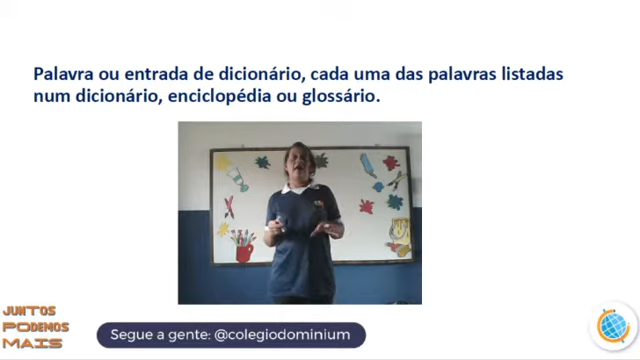 Palavra ou entrada de dicionário, cada uma das palavras listadas
num dicionário, enciclopédia ou glossário.
JUNTOS
PODEMOS
MAIS
Segue a gente: @colegiodominium